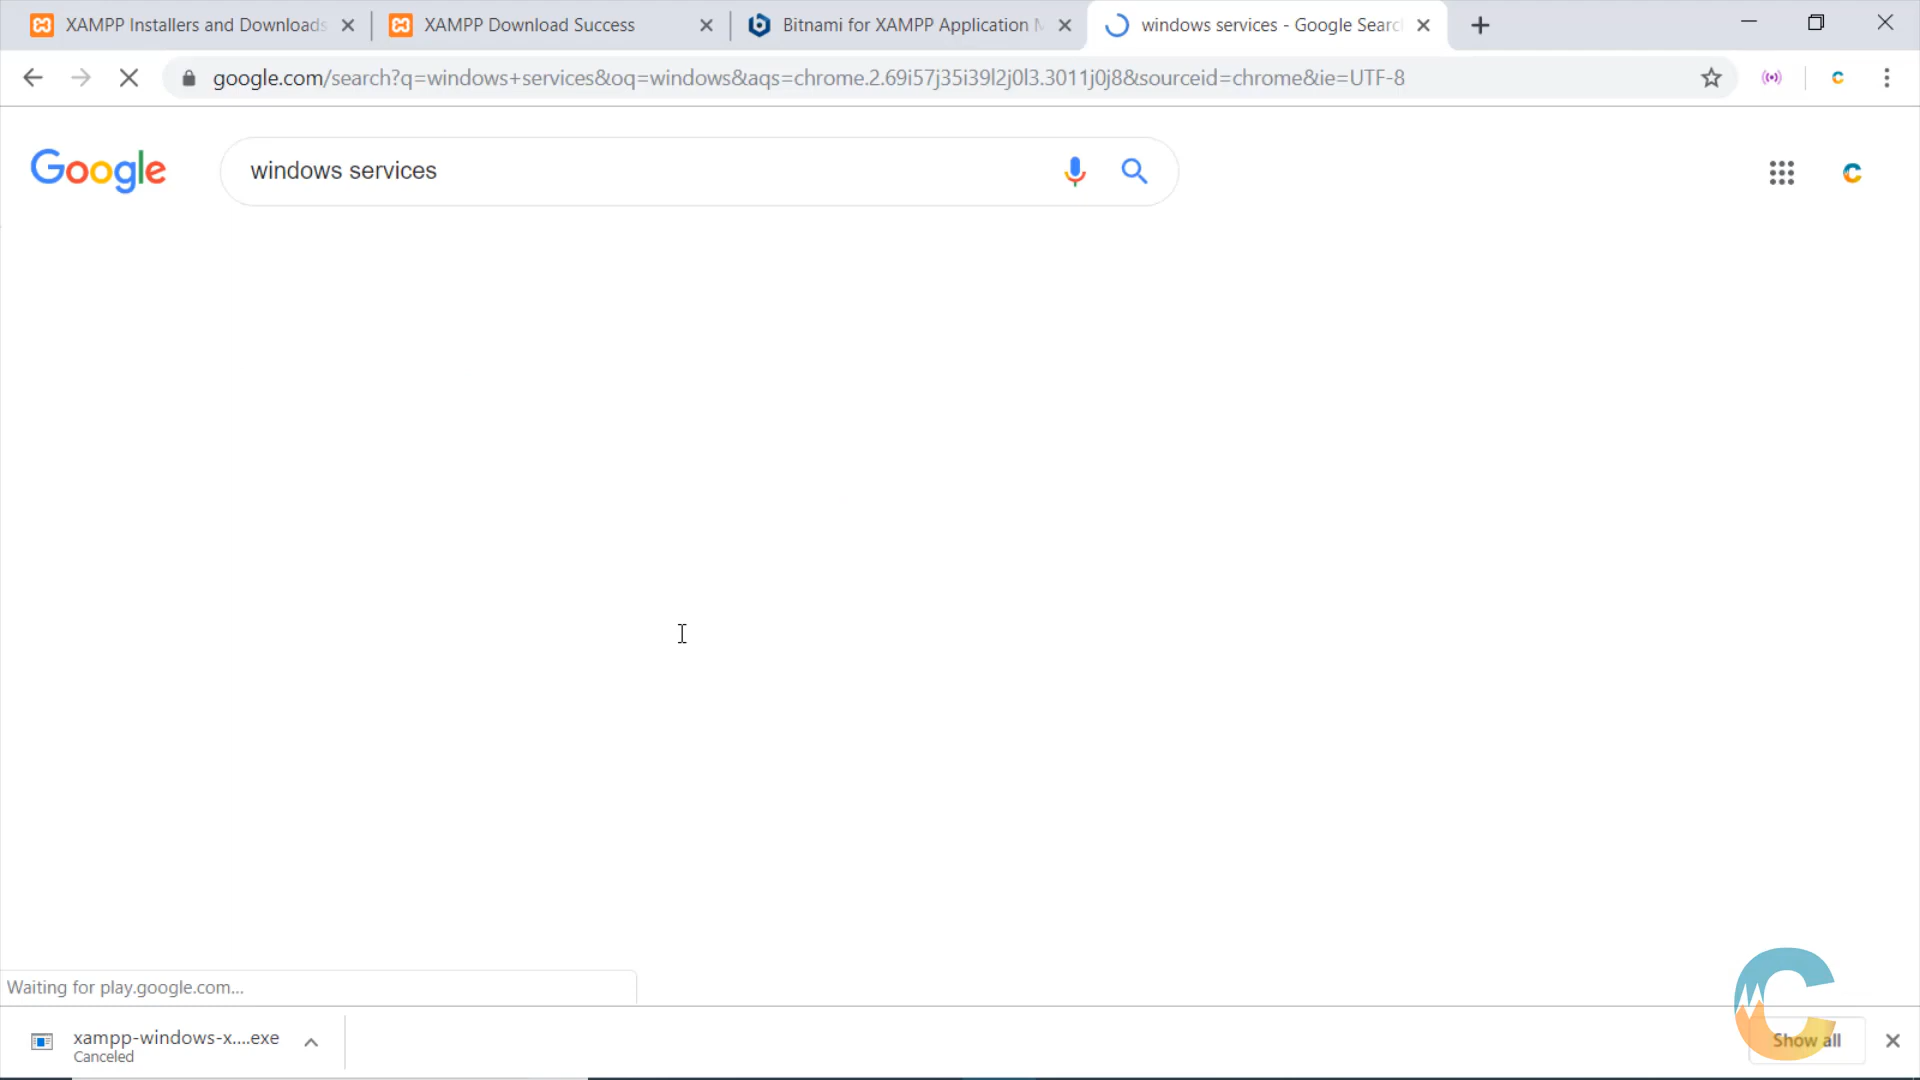 XAMPP Installers and Downloads
XAMPP Download Success
Bitnami for XAMPP Application M
windows services - Google Searc
google.com/search?q=windows+services&oq=windows&aqs=chrome.2.69i57j35i39l2j0l3.3011j0j8&sourceid=chrome&ie=UTF-8
Google
windows services
Waiting for play.google.com...
xampp-windows-x....exe
Canceled
Show all